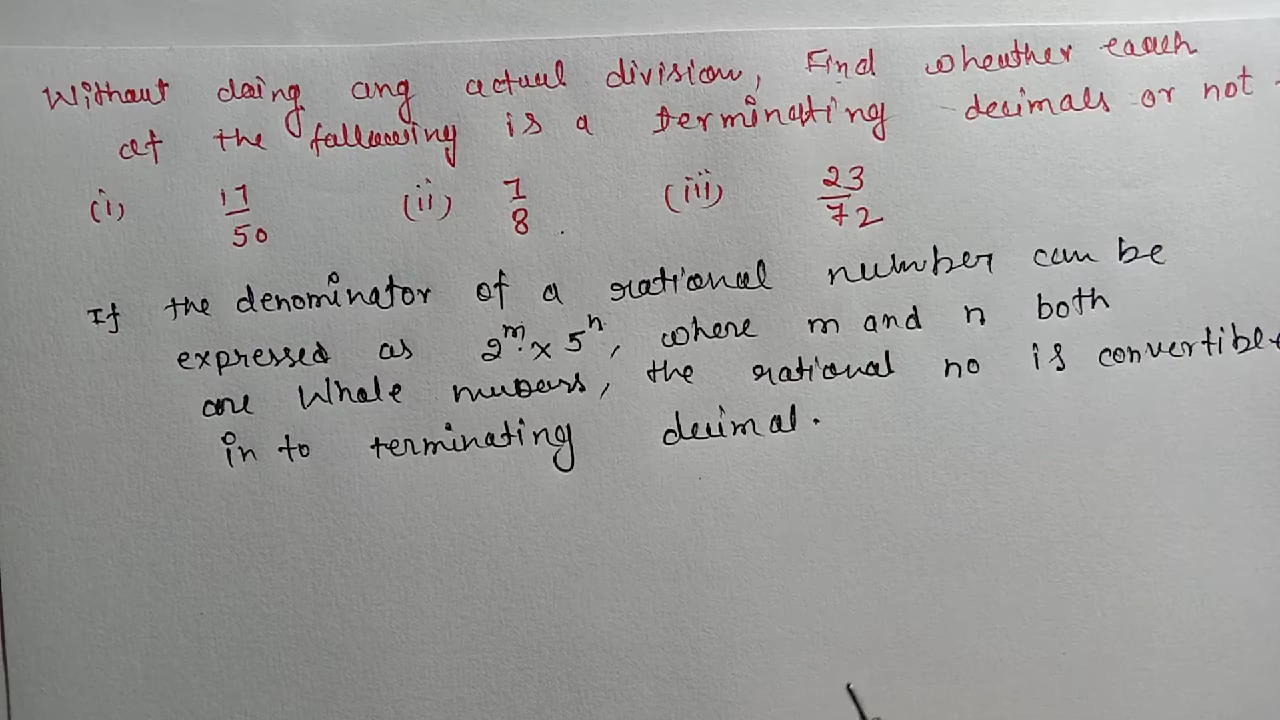 Without doing any actual division, Find wheather each
of the following is a terminating decimals or not.
(i) 17/50 (ii) 7/8 (iii) 23/72
If the denominator of a rational number can be
expressed as 2^m × 5^n, where m and n both
are Whole nubers, the rational no is convertible
in to terminating decimal.